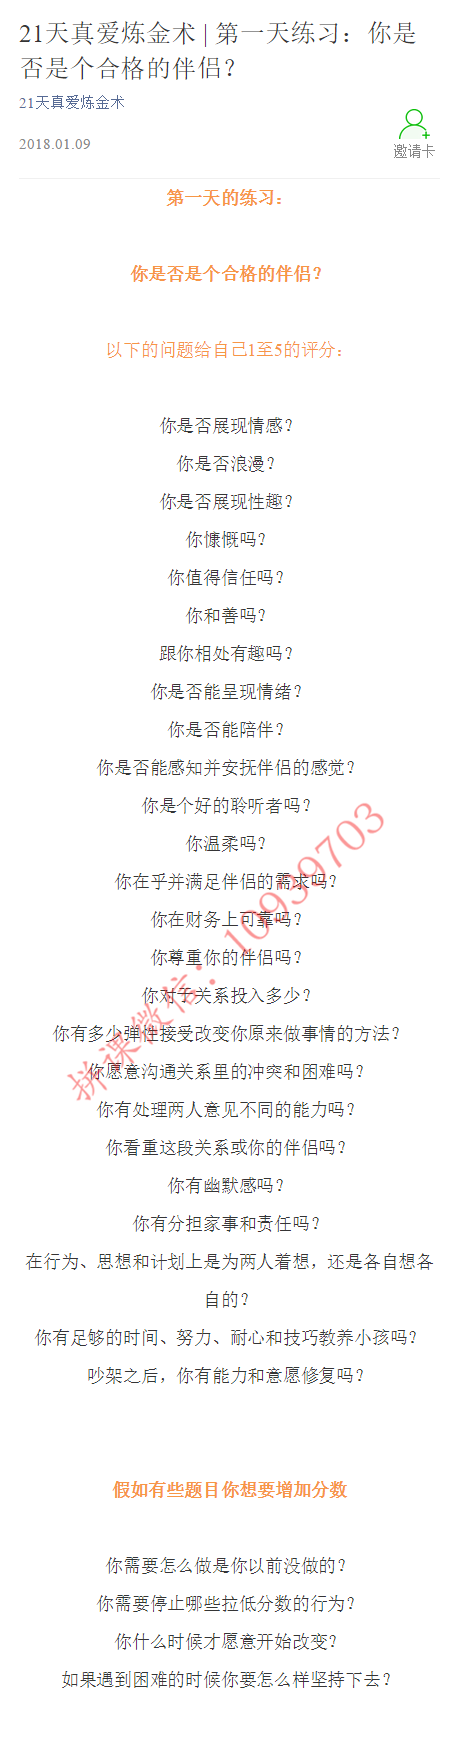 21天真爱炼金术 | 第一天练习：你是
否是个合格的伴侣？
21天真爱炼金术
2018.01.09
邀请卡
第一天的练习：
你是否是个合格的伴侣？
以下的问题给自己1至5的评分：
你是否展现情感？
你是否浪漫？
你是否展现性趣？
你慷慨吗？
你值得信任吗？
你和善吗？
跟你相处有趣吗？
你是否能呈现情绪？
你是否能陪伴？
你是否能感知并安抚伴侣的感觉？
你是个好的聆听者吗？
你温柔吗？
你在乎并满足伴侣的需求吗？
你在财务上可靠吗？
你尊重你的伴侣吗？
你对于关系投入多少？
你有多少弹性接受改变你原来做事情的方法？
你愿意沟通关系里的冲突和困难吗？
你有处理两人意见不同的能力吗？
你看重这段关系或你的伴侣吗？
你有幽默感吗？
你有分担家事和责任吗？
在行为、思想和计划上是为两人着想，还是各自想各
自的？
你有足够的时间、努力、耐心和技巧教养小孩吗？
吵架之后，你有能力和意愿修复吗？
假如有些题目你想要增加分数
你需要怎么做是你以前没做的？
你需要停止哪些拉低分数的行为？
你什么时候才愿意开始改变？
如果遇到困难的时候你要怎么样坚持下去？
拼课微信：10939703